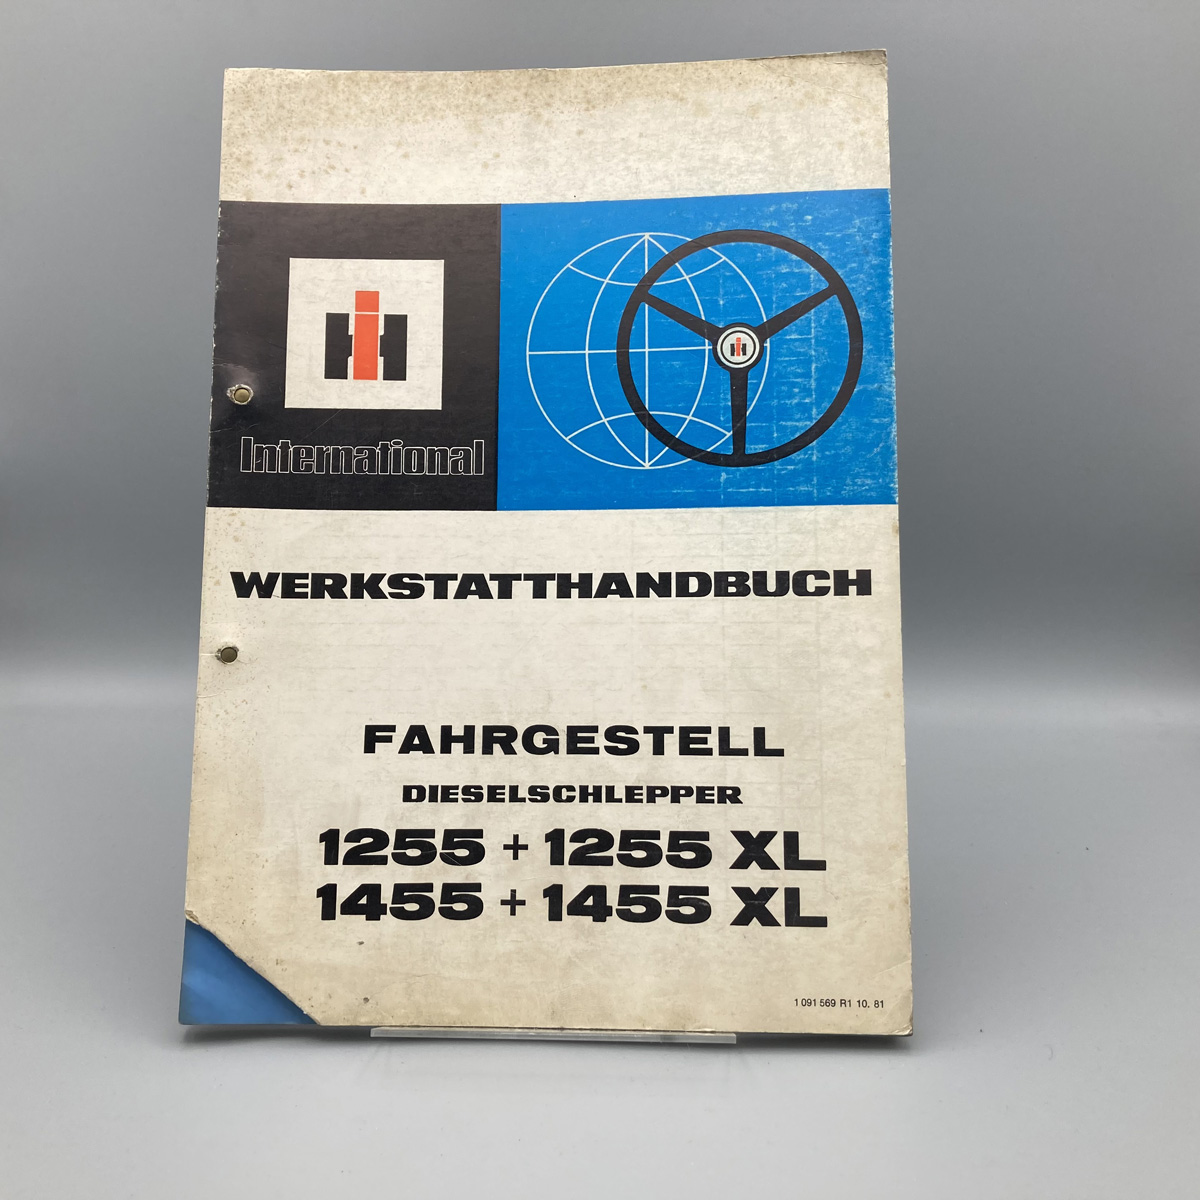 International
WERKSTATTHANDBUCH
FAHRGESTELL
DIESELSCHLEPPER
1255 + 1255 XL
1455 + 1455 XL
1 091 569 R1 10. 81